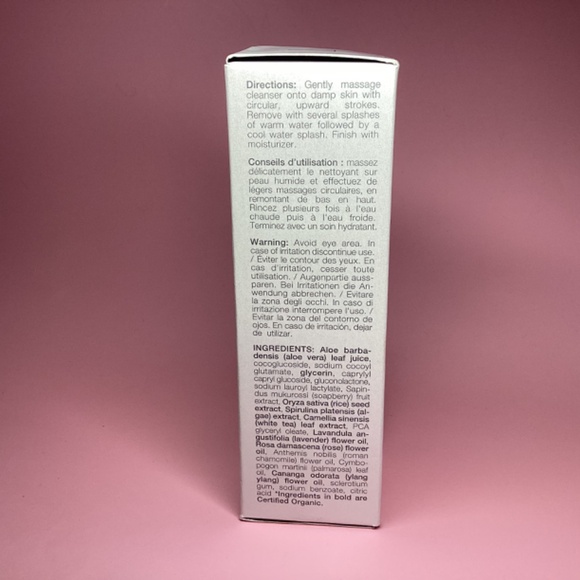 Directions: Gently massage
cleanser onto damp skin with
circular, upward strokes.
Remove with several splashes
of warm water followed by a
cool water splash. Finish with
moisturizer.
Conseils d'utilisation : massez
délicatement le nettoyant sur
peau humide et effectuez de
légers massages circulaires, en
remontant de bas en haut.
Rincez plusieurs fois à l'eau
chaude puis à l'eau froide.
Terminez avec un soin hydratant.
Warning: Avoid eye area. In
case of irritation discontinue use.
/ Éviter le contour des yeux. En
cas d'irritation, cesser toute
utilisation. / Augenpartie auss-
paren. Bei Irritationen die An-
wendung abbrechen. / Evitare
la zona degli occhi. In caso di
irritazione interrompere l'uso. /
Evitar la zona del contorno de
ojos. En caso de irritación, dejar
de utilizar.
INGREDIENTS: Aloe barba-
densis (aloe vera) leaf juice,
cocoglucoside, sodium cocoyl
glutamate, glycerin, caprylyl
capryl glucoside, gluconolactone,
sodium lauroyl lactylate, Sapin-
dus mukurossi (soapberry) fruit
extract, Oryza sativa (rice) seed
extract, Spirulina platensis (al-
gae) extract, Camellia sinensis
(white tea) leaf extract, PCA
glyceryl oleate, Lavandula an-
gustifolia (lavender) flower oil,
Rosa damascena (rose) flower
oil, Anthemis nobilis (roman
chamomile) flower oil, Cymbo-
pogon martinii (palmarosa) leaf
oil, Cananga odorata (ylang
ylang) flower oil, sclerotium
gum, sodium benzoate, citric
acid *Ingredients in bold are
Certified Organic.